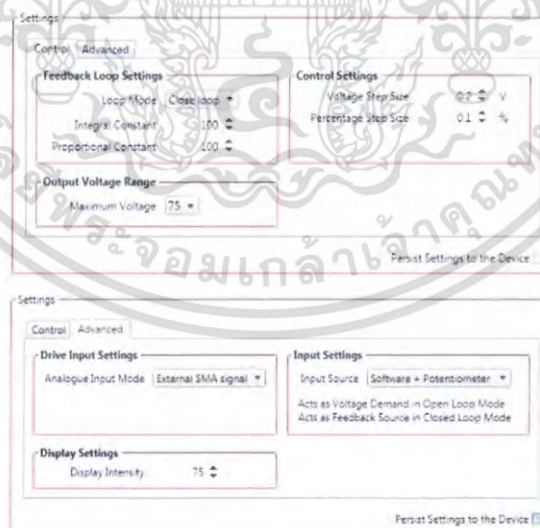 Settings
Control Advanced
Feedback Loop Settings
Loop Mode Close loop
Integral Constant 100
Proportional Constant 100
Control Settings
Voltage Step Size 0.2 V
Percentage Step Size 0.1 %
Output Voltage Range
Maximum Voltage 75
Persist Settings to the Device
Settings
Control Advanced
Drive Input Settings
Analogue Input Mode External SMA signal
Input Settings
Input Source Software + Potentiometer
Acts as Voltage Demand in Open Loop Mode
Acts as Feedback Source in Closed Loop Mode
Display Settings
Display Intensity 75
Persist Settings to the Device